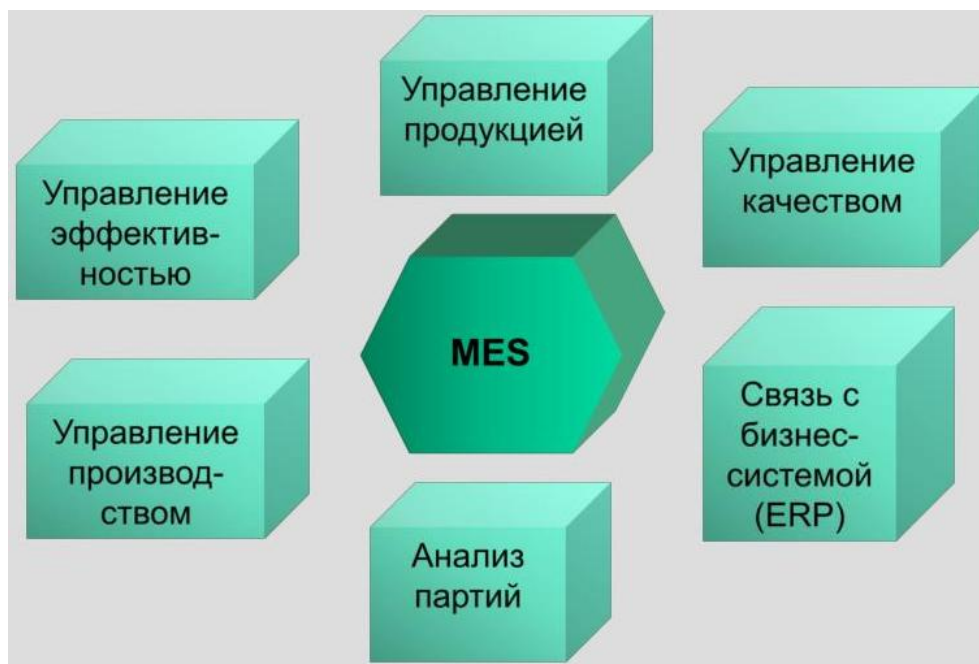 Управление
продукцией
Управление
качеством
Управление
эффектив-
ностью
MES
Связь с
бизнес-
системой
(ERP)
Управление
производ-
ством
Анализ
партий